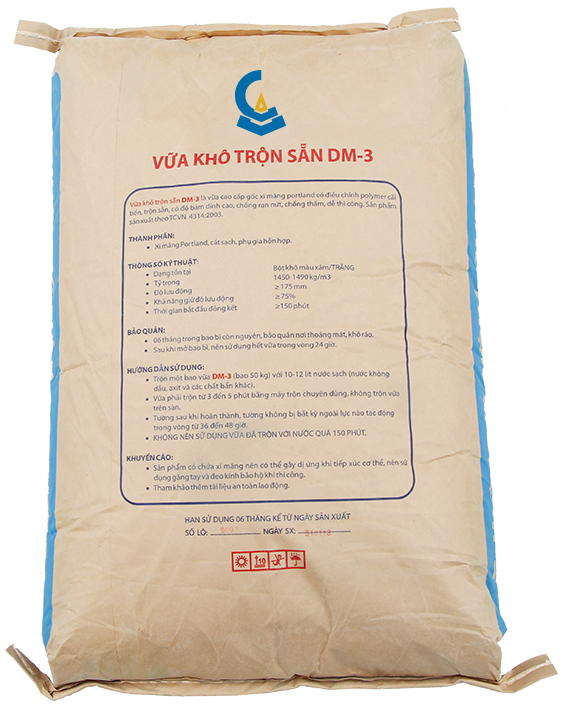 VỮA KHÔ TRỘN SẴN DM-3
Vữa khô trộn sẵn DM-3 là vữa cao cấp gốc xi măng portland có điều chỉnh polymer cải
tiến, trộn sẵn, có độ bám dính cao, chống rạn nứt, chống thấm, dễ thi công. Sản phẩm
sản xuất theo TCVN 4314:2003.
THÀNH PHẦN:
• Xi măng Portland, cát sạch, phụ gia hỗn hợp.
THÔNG SỐ KỸ THUẬT:
• Dạng tồn tại Bột khô màu xám/TRẮNG
• Tỷ trọng 1450-1490 kg/m3
• Độ lưu động ≥175 mm
• Khả năng giữ độ lưu động ≥75%
• Thời gian bắt đầu đông kết ≥150 phút
BẢO QUẢN:
• 06 tháng trong bao bì còn nguyên, bảo quản nơi thoáng mát, khô ráo.
• Sau khi mở bao bì, nên sử dụng hết vữa trong vòng 24 giờ.
HƯỚNG DẪN SỬ DỤNG:
• Trộn một bao vữa DM-3 (bao 50 kg) với 10-12 lít nước sạch (nước không
dầu, axit và các chất bẩn khác).
• Vữa phải trộn từ 3 đến 5 phút bằng máy trộn chuyên dùng, không trộn vữa
trên sàn.
• Tường sau khi hoàn thành, tường không bị bất kỳ ngoại lực nào tác động
trong vòng từ 36 đến 48 giờ.
• KHÔNG NÊN SỬ DỤNG VỮA ĐÃ TRỘN VỚI NƯỚC QUÁ 150 PHÚT.
KHUYẾN CÁO:
• Sản phẩm có chứa xi măng nên có thể gây dị ứng khi tiếp xúc cơ thể, nên sử
dụng găng tay và đeo kính bảo hộ khi thi công.
• Tham khảo thêm tài liệu an toàn lao động.
HẠN SỬ DỤNG 06 THÁNG KỂ TỪ NGÀY SẢN XUẤT
SỐ LÔ: NGÀY SX:
10